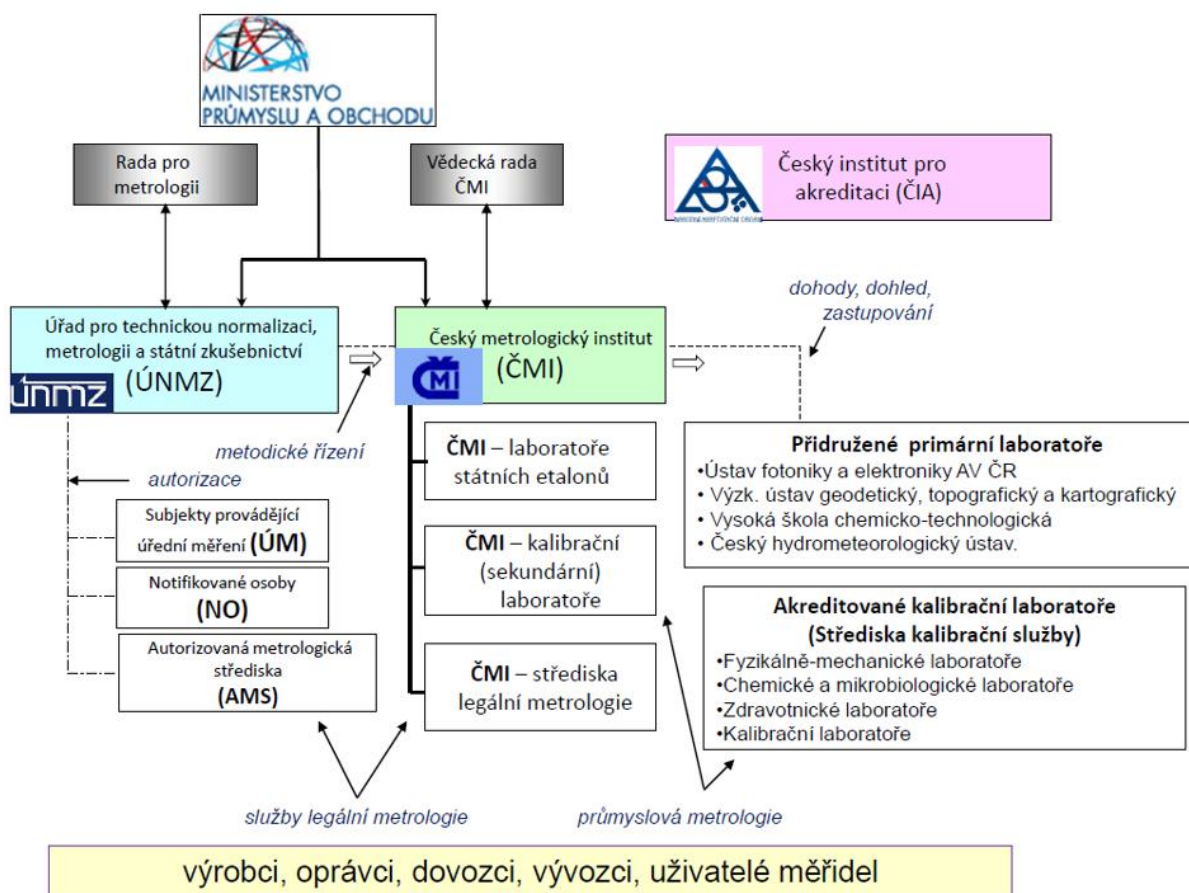 MINISTERSTVO
PRŮMYSLU A OBCHODU
Rada pro
metrologii
Vědecká rada
ČMI
Český institut pro
akreditaci (ČIA)
dohody, dohled,
zastupování
Úřad pro technickou normalizaci,
metrologii a státní zkušebnictví
(ÚNMZ)
únmz
Český metrologický institut
(ČMI)
ČMI
metodické řízení
autorizace
Subjekty provádějící
úřední měření (ÚM)
Notifikované osoby
(NO)
Autorizovaná metrologická
střediska
(AMS)
ČMI – laboratoře
státních etalonů
ČMI – kalibrační
(sekundární)
laboratoře
ČMI – střediska
legální metrologie
Přidružené primární laboratoře
•Ústav fotoniky a elektroniky AV ČR
• Výzk. ústav geodetický, topografický a kartografický
• Vysoká škola chemicko-technologická
• Český hydrometeorologický ústav.
Akreditované kalibrační laboratoře
(Střediska kalibrační služby)
•Fyzikálně-mechanické laboratoře
•Chemické a mikrobiologické laboratoře
•Zdravotnické laboratoře
•Kalibrační laboratoře
služby legální metrologie
průmyslová metrologie
výrobci, oprávci, dovozci, vývozci, uživatelé měřidel